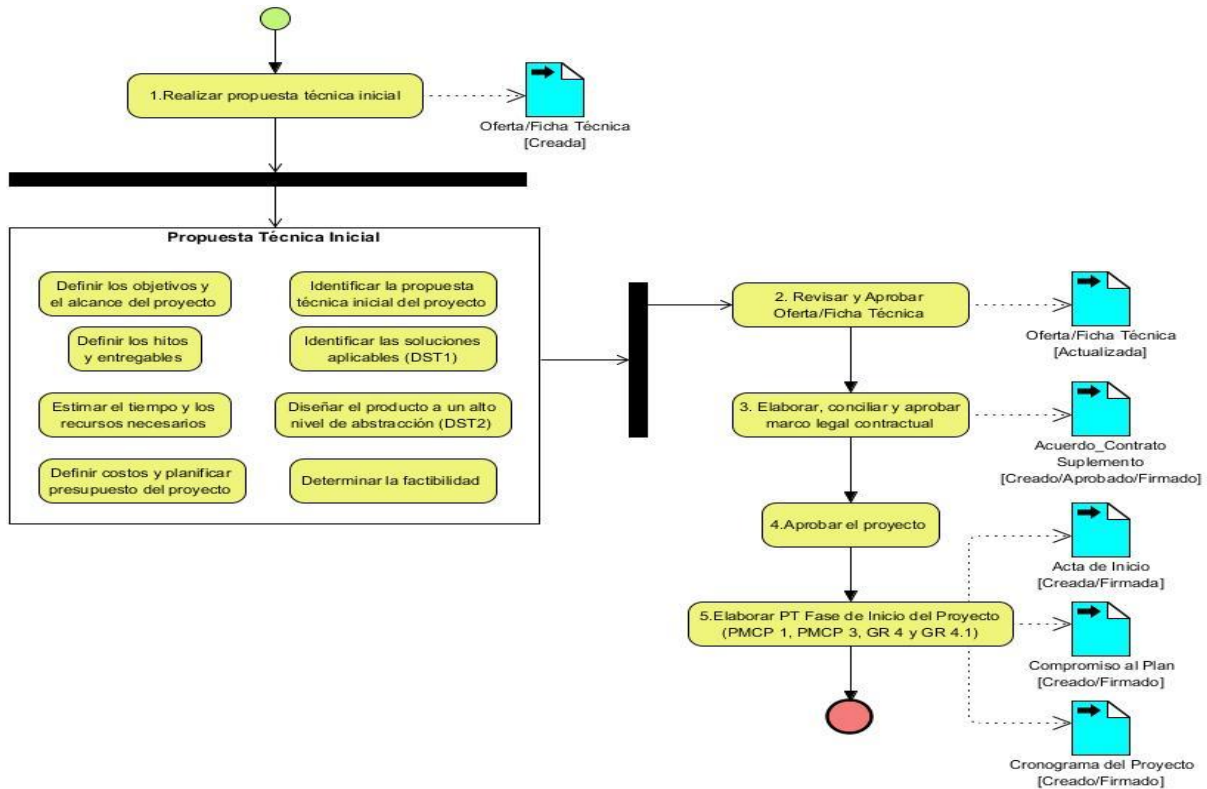 1.Realizar propuesta técnica inicial
Oferta/Ficha Técnica
[Creada]
Propuesta Técnica Inicial
Definir los objetivos y
el alcance del proyecto
Identificar la propuesta
técnica inicial del proyecto
Definir los hitos
y entregables
Identificar las soluciones
aplicables (DST1)
Estimar el tiempo y los
recursos necesarios
Diseñar el producto a un alto
nivel de abstracción (DST2)
Definir costos y planificar
presupuesto del proyecto
Determinar la factibilidad
2. Revisar y Aprobar
Oferta/Ficha Técnica
Oferta/Ficha Técnica
[Actualizada]
3. Elaborar, conciliar y aprobar
marco legal contractual
Acuerdo_Contrato
Suplemento
[Creado/Aprobado/Firmado]
4.Aprobar el proyecto
Acta de Inicio
[Creada/Firmada]
5.Elaborar PT Fase de Inicio del Proyecto
(PMCP 1, PMCP 3, GR 4 y GR 4.1)
Compromiso al Plan
[Creado/Firmado]
Cronograma del Proyecto
[Creado/Firmado]